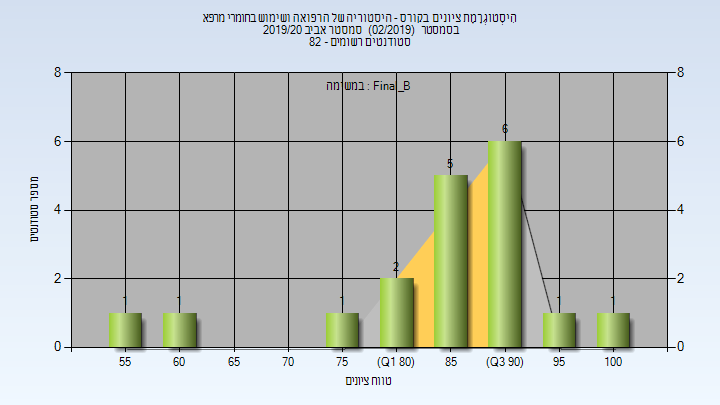 הִיסְטוֹגְרָמַת ציונים בקורס - היסטוריה של הרפואה ושימוש בחומרי מרפא
בסמסטר (02/2019) סמסטר אביב 2019/20
סטודנטים רשומים - 82
במשימה : Final_B
מספר סטודנטים
8 8
6 6
4 4
2 2
0 0
1 1 1 2 5 6 1 1
55 60 65 70 75 (Q1 80) 85 (Q3 90) 95 100
טווח ציונים